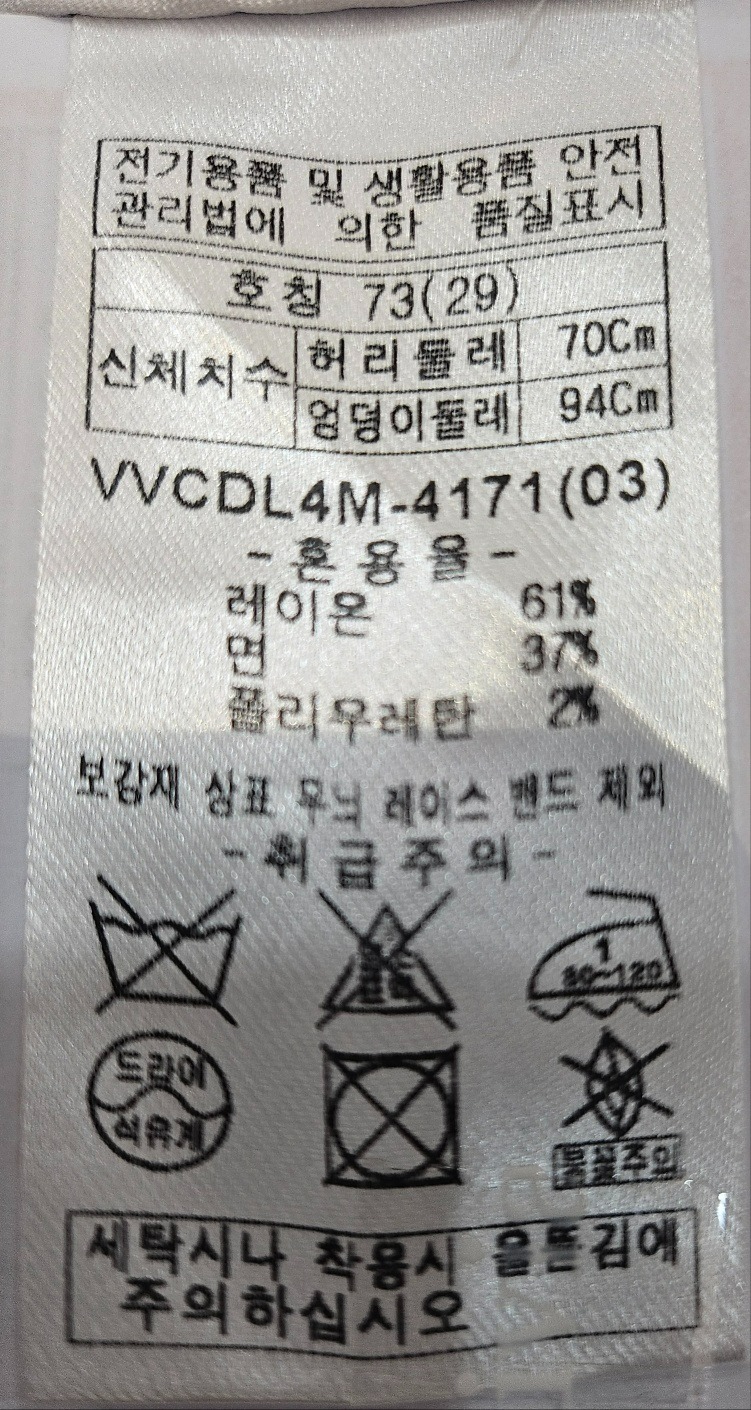 전기용품 및 생활용품 안전
관리법에 의한 품질표시
호칭 73(29)
신체치수 허리둘레 70Cm
엉덩이둘레 94Cm
VVCDL4M-4171(03)
-혼용율-
레이온 61%
면 37%
폴리우레탄 2%
보강재 상표 무늬 레이스 밴드 제외
-취급주의-
1
80~120
드라이
석유계
불꽃주의
세탁시나 착용시 올뜯김에
주의하십시오